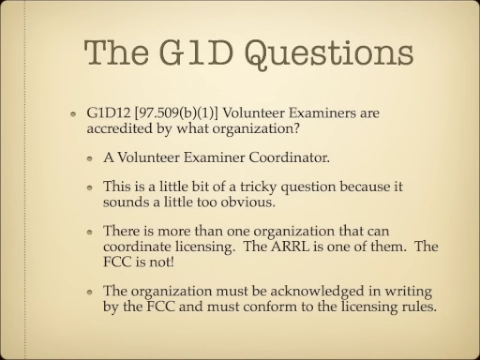 The G1D Questions
G1D12 [97.509(b)(1)] Volunteer Examiners are
accredited by what organization?
A Volunteer Examiner Coordinator.
This is a little bit of a tricky question because it
sounds a little too obvious.
There is more than one organization that can
coordinate licensing. The ARRL is one of them. The
FCC is not!
The organization must be acknowledged in writing
by the FCC and must conform to the licensing rules.